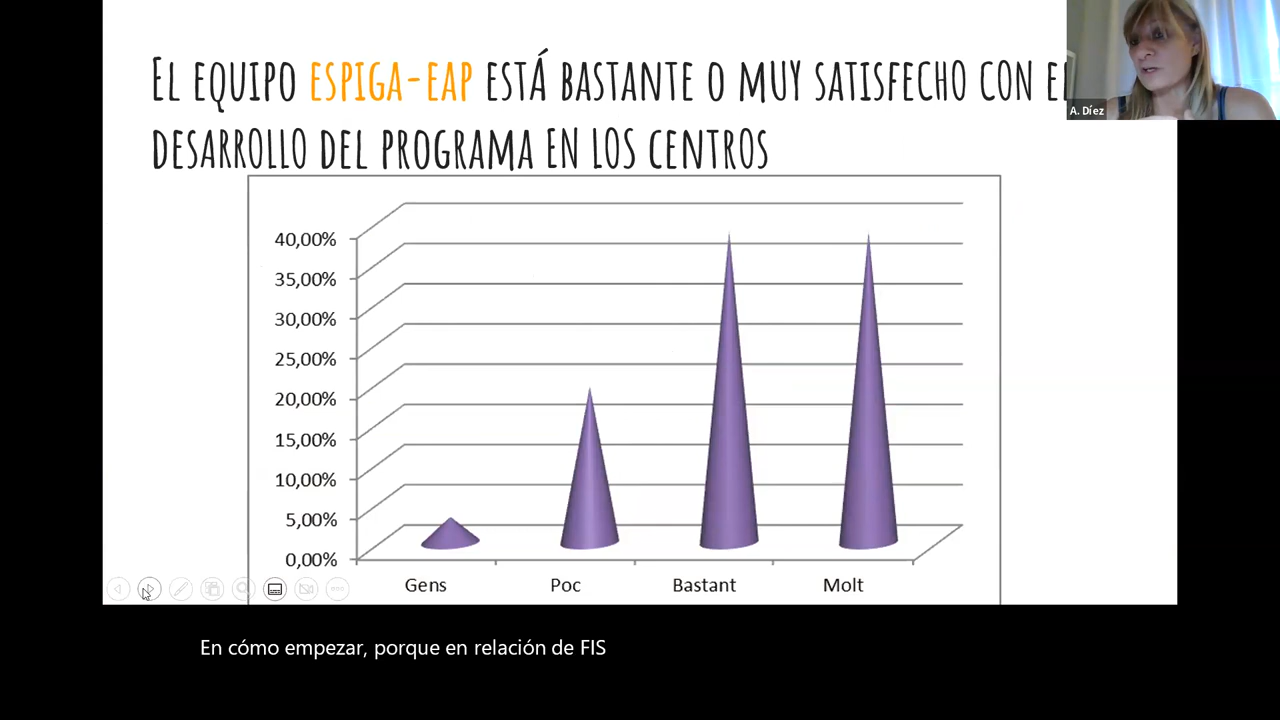 EL EQUIPO ESPIGA-EAP ESTÁ BASTANTE O MUY SATISFECHO CON EL
DESARROLLO DEL PROGRAMA EN LOS CENTROS
A. Díez
40,00%
35,00%
30,00%
25,00%
20,00%
15,00%
10,00%
5,00%
0,00%
Gens Poc Bastant Molt
En cómo empezar, porque en relación de FIS